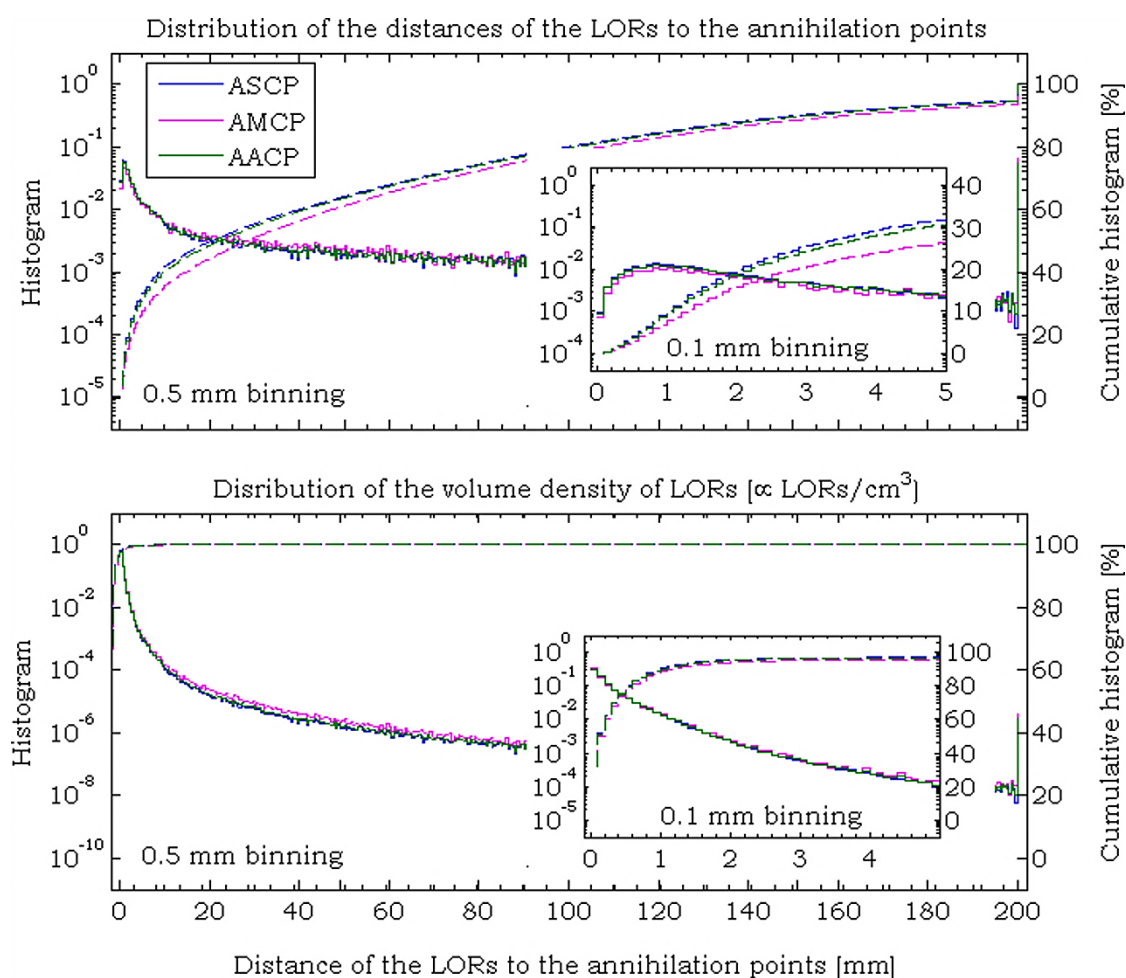 Distribution of the distances of the LORs to the annihilation points
10^0
10^-1
10^-2
10^-3
10^-4
10^-5
Histogram
ASCP
AMCP
AACP
0.5 mm binning
10^0
10^-1
10^-2
10^-3
10^-4
40
30
20
10
0
0.1 mm binning
0 1 2 3 4 5
100
80
60
40
20
0
Cumulative histogram [%]
Disribution of the volume density of LORs [∝ LORs/cm^3]
10^0
10^-2
10^-4
10^-6
10^-8
10^-10
Histogram
0.5 mm binning
10^0
10^-1
10^-2
10^-3
10^-4
10^-5
100
80
60
40
20
0
0.1 mm binning
0 1 2 3 4
100
80
60
40
20
0
Cumulative histogram [%]
0 20 40 60 80 100 120 140 160 180 200
Distance of the LORs to the annihilation points [mm]